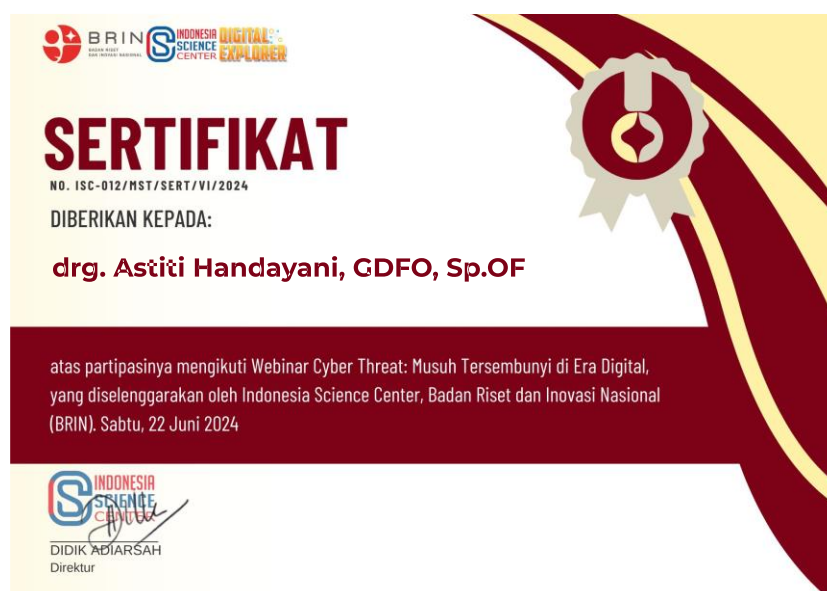 BRIN
BADAN RISET
DAN INOVASI NASIONAL
INDONESIA
SCIENCE
CENTER
DIGITAL
EXPLORER
SERTIFIKAT
NO. ISC-012/MST/SERT/VI/2024
DIBERIKAN KEPADA:
drg. Astiti Handayani, GDFO, Sp.OF
atas partipasinya mengikuti Webinar Cyber Threat: Musuh Tersembunyi di Era Digital,
yang diselenggarakan oleh Indonesia Science Center, Badan Riset dan Inovasi Nasional
(BRIN). Sabtu, 22 Juni 2024
INDONESIA
SCIENCE
CENTER
DIDIK ADIARSAH
Direktur